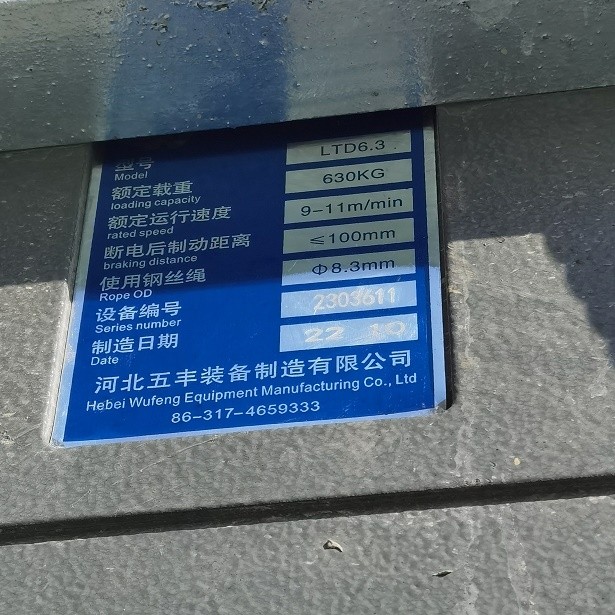 型号 LTD6.3
Model
额定载重 630KG
loading capacity
额定运行速度 9-11m/min
rated speed
断电后制动距离 ≤100mm
braking distance
使用钢丝绳 Φ8.3mm
Rope OD
设备编号 2303611
Series number
制造日期 22 10
Date
河北五丰装备制造有限公司
Hebei Wufeng Equipment Manufacturing Co., Ltd
86-317-4659333